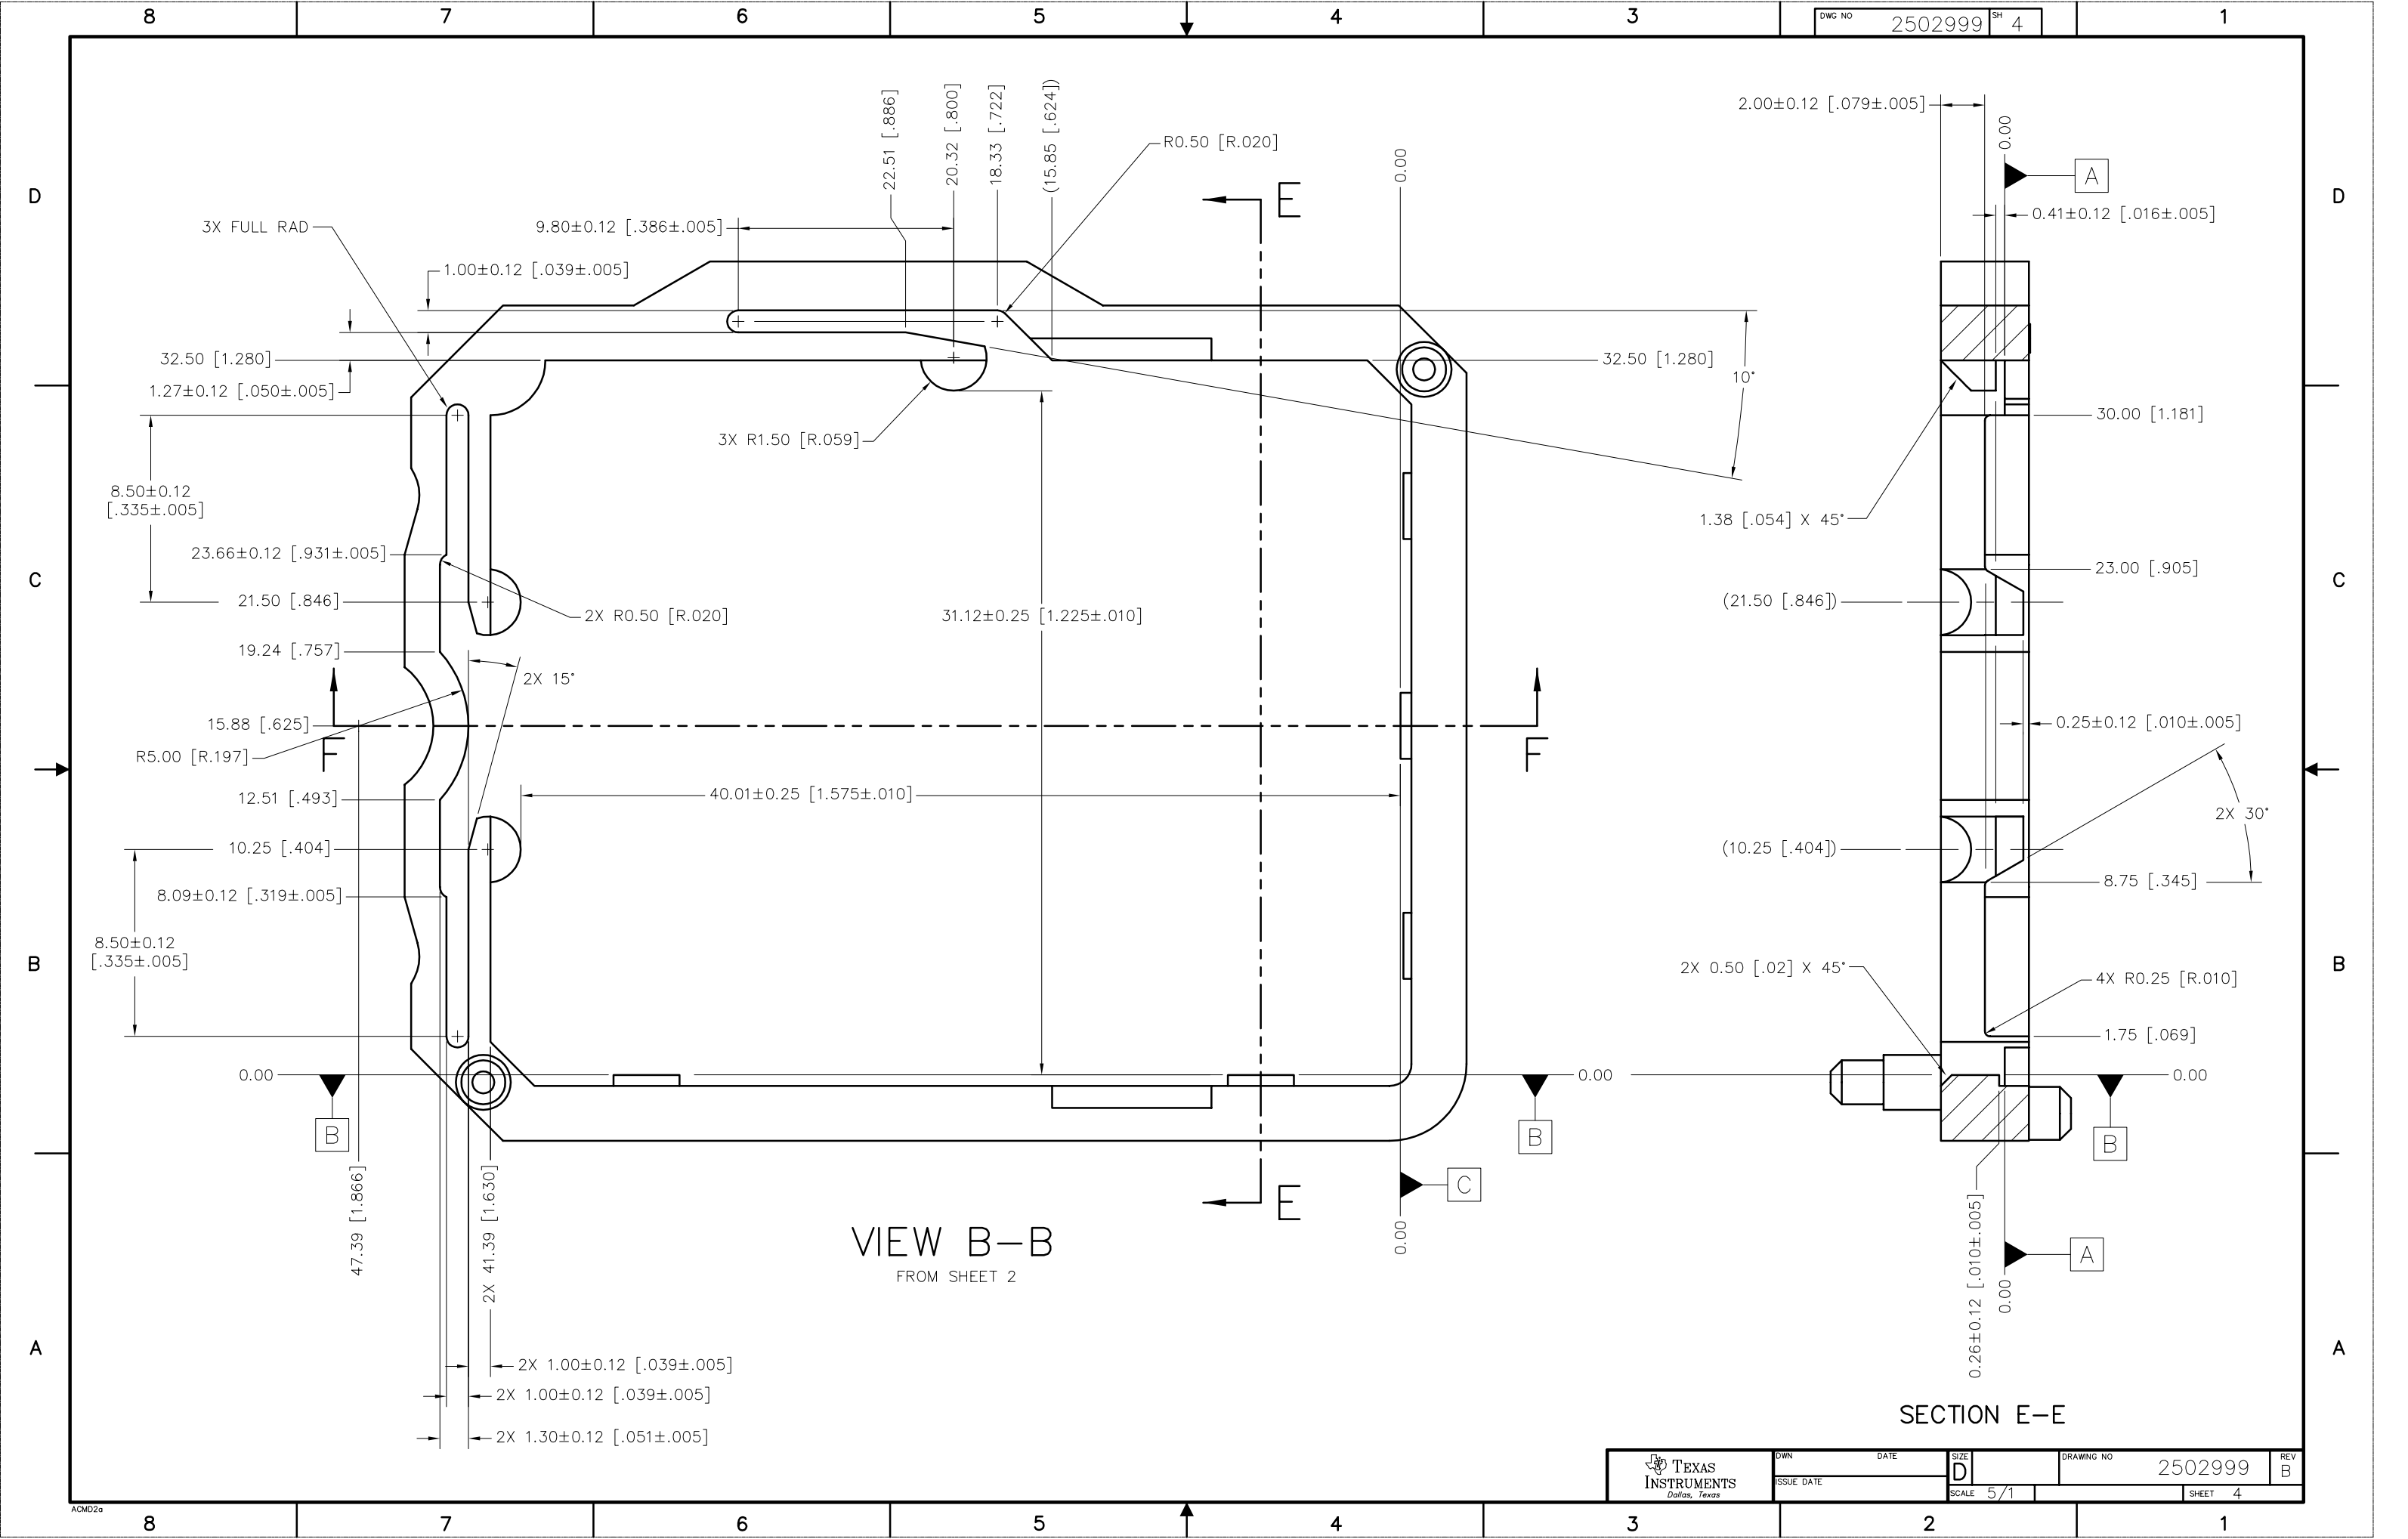 8 7 6 5 4 3 1
DWG NO 2502999 SH 4
22.51 [.886]
20.32 [.800]
18.33 [.722]
(15.85 [.624])
R0.50 [R.020]
0.00
E
2.00±0.12 [.079±.005]
0.00
A
0.41±0.12 [.016±.005]
D
D
3X FULL RAD
9.80±0.12 [.386±.005]
1.00±0.12 [.039±.005]
32.50 [1.280]
1.27±0.12 [.050±.005]
32.50 [1.280]
10°
3X R1.50 [R.059]
30.00 [1.181]
8.50±0.12
[.335±.005]
1.38 [.054] X 45°
23.66±0.12 [.931±.005]
C
C
23.00 [.905]
21.50 [.846]
2X R0.50 [R.020]
31.12±0.25 [1.225±.010]
(21.50 [.846])
19.24 [.757]
2X 15°
15.88 [.625]
F
F
R5.00 [R.197]
0.25±0.12 [.010±.005]
12.51 [.493]
40.01±0.25 [1.575±.010]
2X 30°
10.25 [.404]
(10.25 [.404])
8.09±0.12 [.319±.005]
8.75 [.345]
8.50±0.12
[.335±.005]
B
B
2X 0.50 [.02] X 45°
4X R0.25 [R.010]
1.75 [.069]
0.00
0.00
0.00
B
B
B
47.39 [1.866]
2X 41.39 [1.630]
C
E
0.00
VIEW B-B
FROM SHEET 2
0.26±0.12 [.010±.005]
0.00
A
A
A
2X 1.00±0.12 [.039±.005]
2X 1.00±0.12 [.039±.005]
2X 1.30±0.12 [.051±.005]
SECTION E-E
TEXAS
INSTRUMENTS
Dallas, Texas
DWN DATE
ISSUE DATE
SIZE
D
DRAWING NO
2502999
REV
B
SCALE 5/1
SHEET 4
ACMD2a
8 7 6 5 4 3 2 1